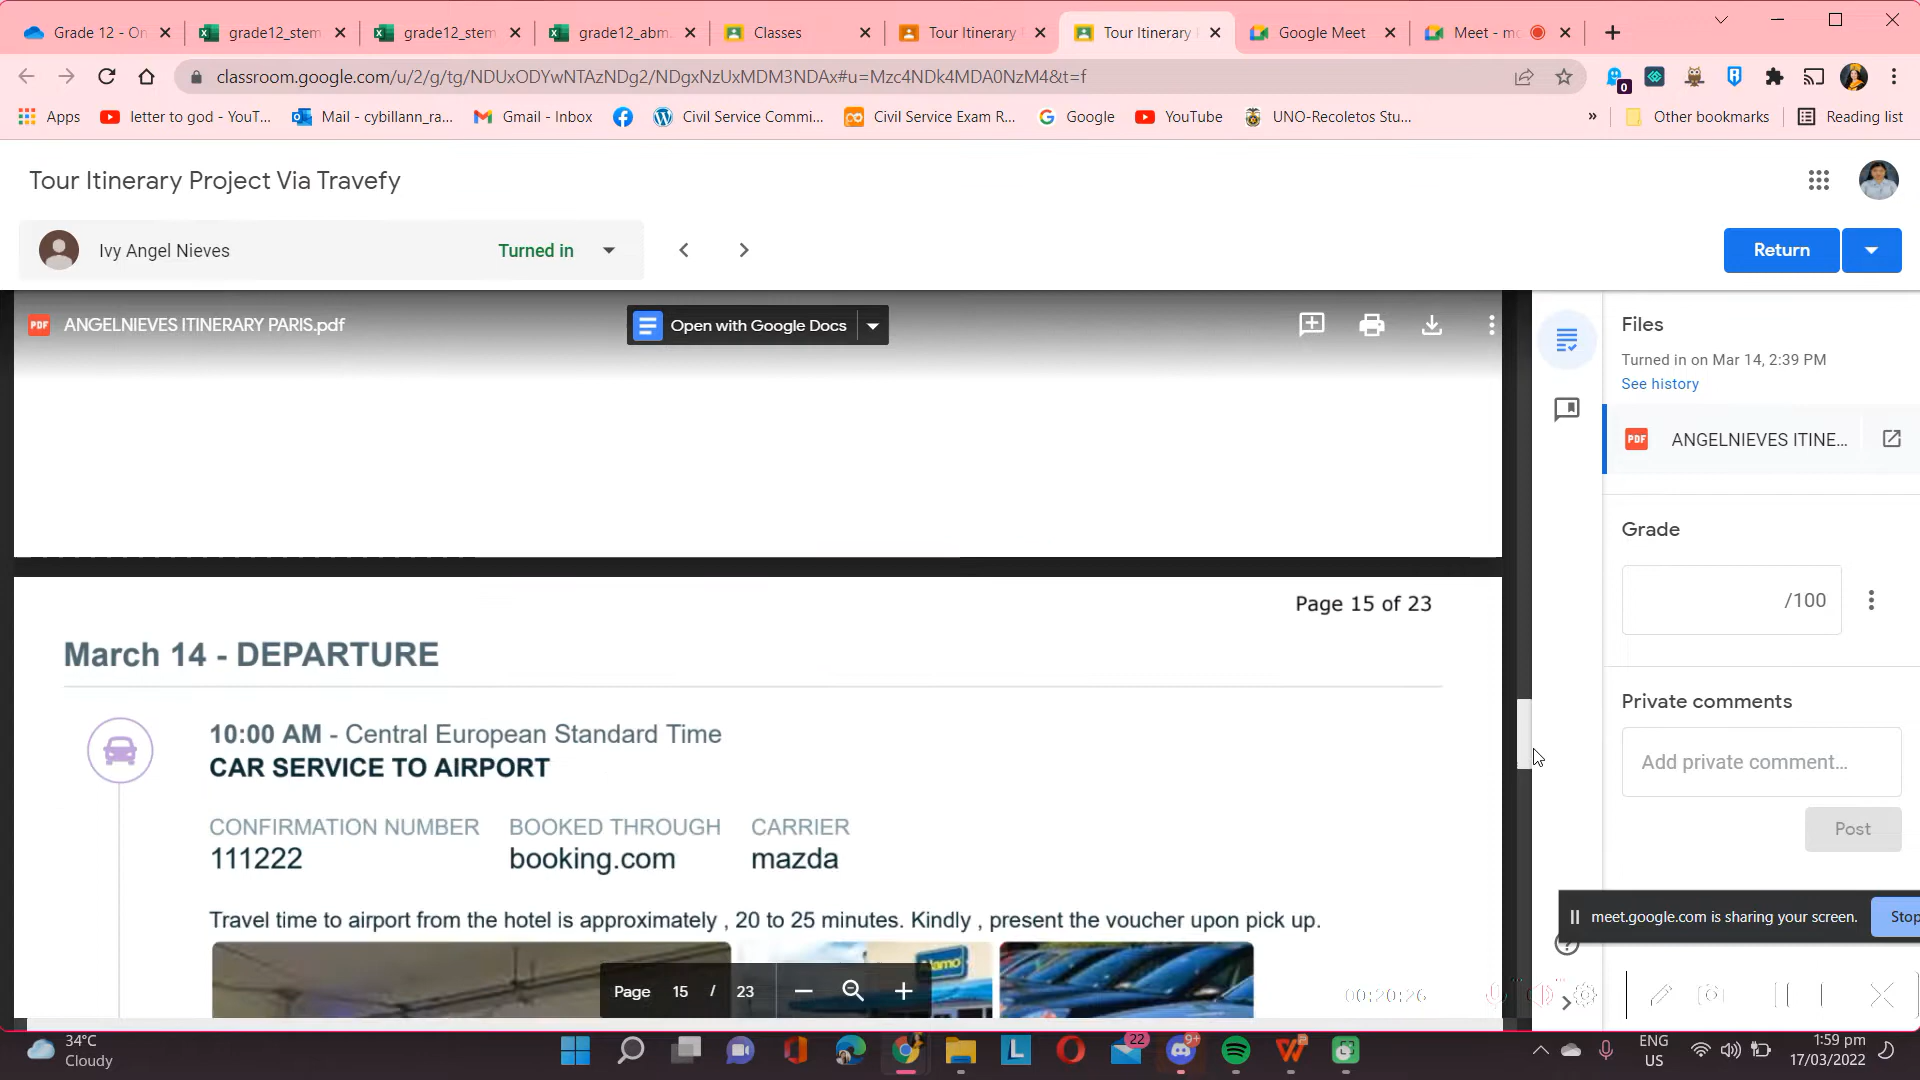 Grade 12 - On
grade12_stem
grade12_stem
grade12_abm
Classes
Tour Itinerary
Tour Itinerary
Google Meet
Meet - m
classroom.google.com/u/2/g/tg/NDUxODYwNTAzNDg2/NDgxNzUxMDM3NDAx#u=Mzc4NDk4MDA0NzM4&t=f
0
Apps
letter to god - YouT...
Mail - cybillann_ra...
Gmail - Inbox
Civil Service Commi...
Civil Service Exam R...
Google
YouTube
UNO-Recoletos Stu...
»
Other bookmarks
Reading list
Tour Itinerary Project Via Travefy
Ivy Angel Nieves
Turned in
Return
PDF
ANGELNIEVES ITINERARY PARIS.pdf
Open with Google Docs
Files
Turned in on Mar 14, 2:39 PM
See history
PDF
ANGELNIEVES ITINE...
Grade
/100
Private comments
Add private comment...
Post
Page 15 of 23
March 14 - DEPARTURE
10:00 AM - Central European Standard Time
CAR SERVICE TO AIRPORT
CONFIRMATION NUMBER BOOKED THROUGH CARRIER
111222 booking.com mazda
Travel time to airport from the hotel is approximately , 20 to 25 minutes. Kindly , present the voucher upon pick up.
Page 15 / 23
meet.google.com is sharing your screen.
Stop
00:20:26
34°C
Cloudy
22
9+
ENG
US
1:59 pm
17/03/2022